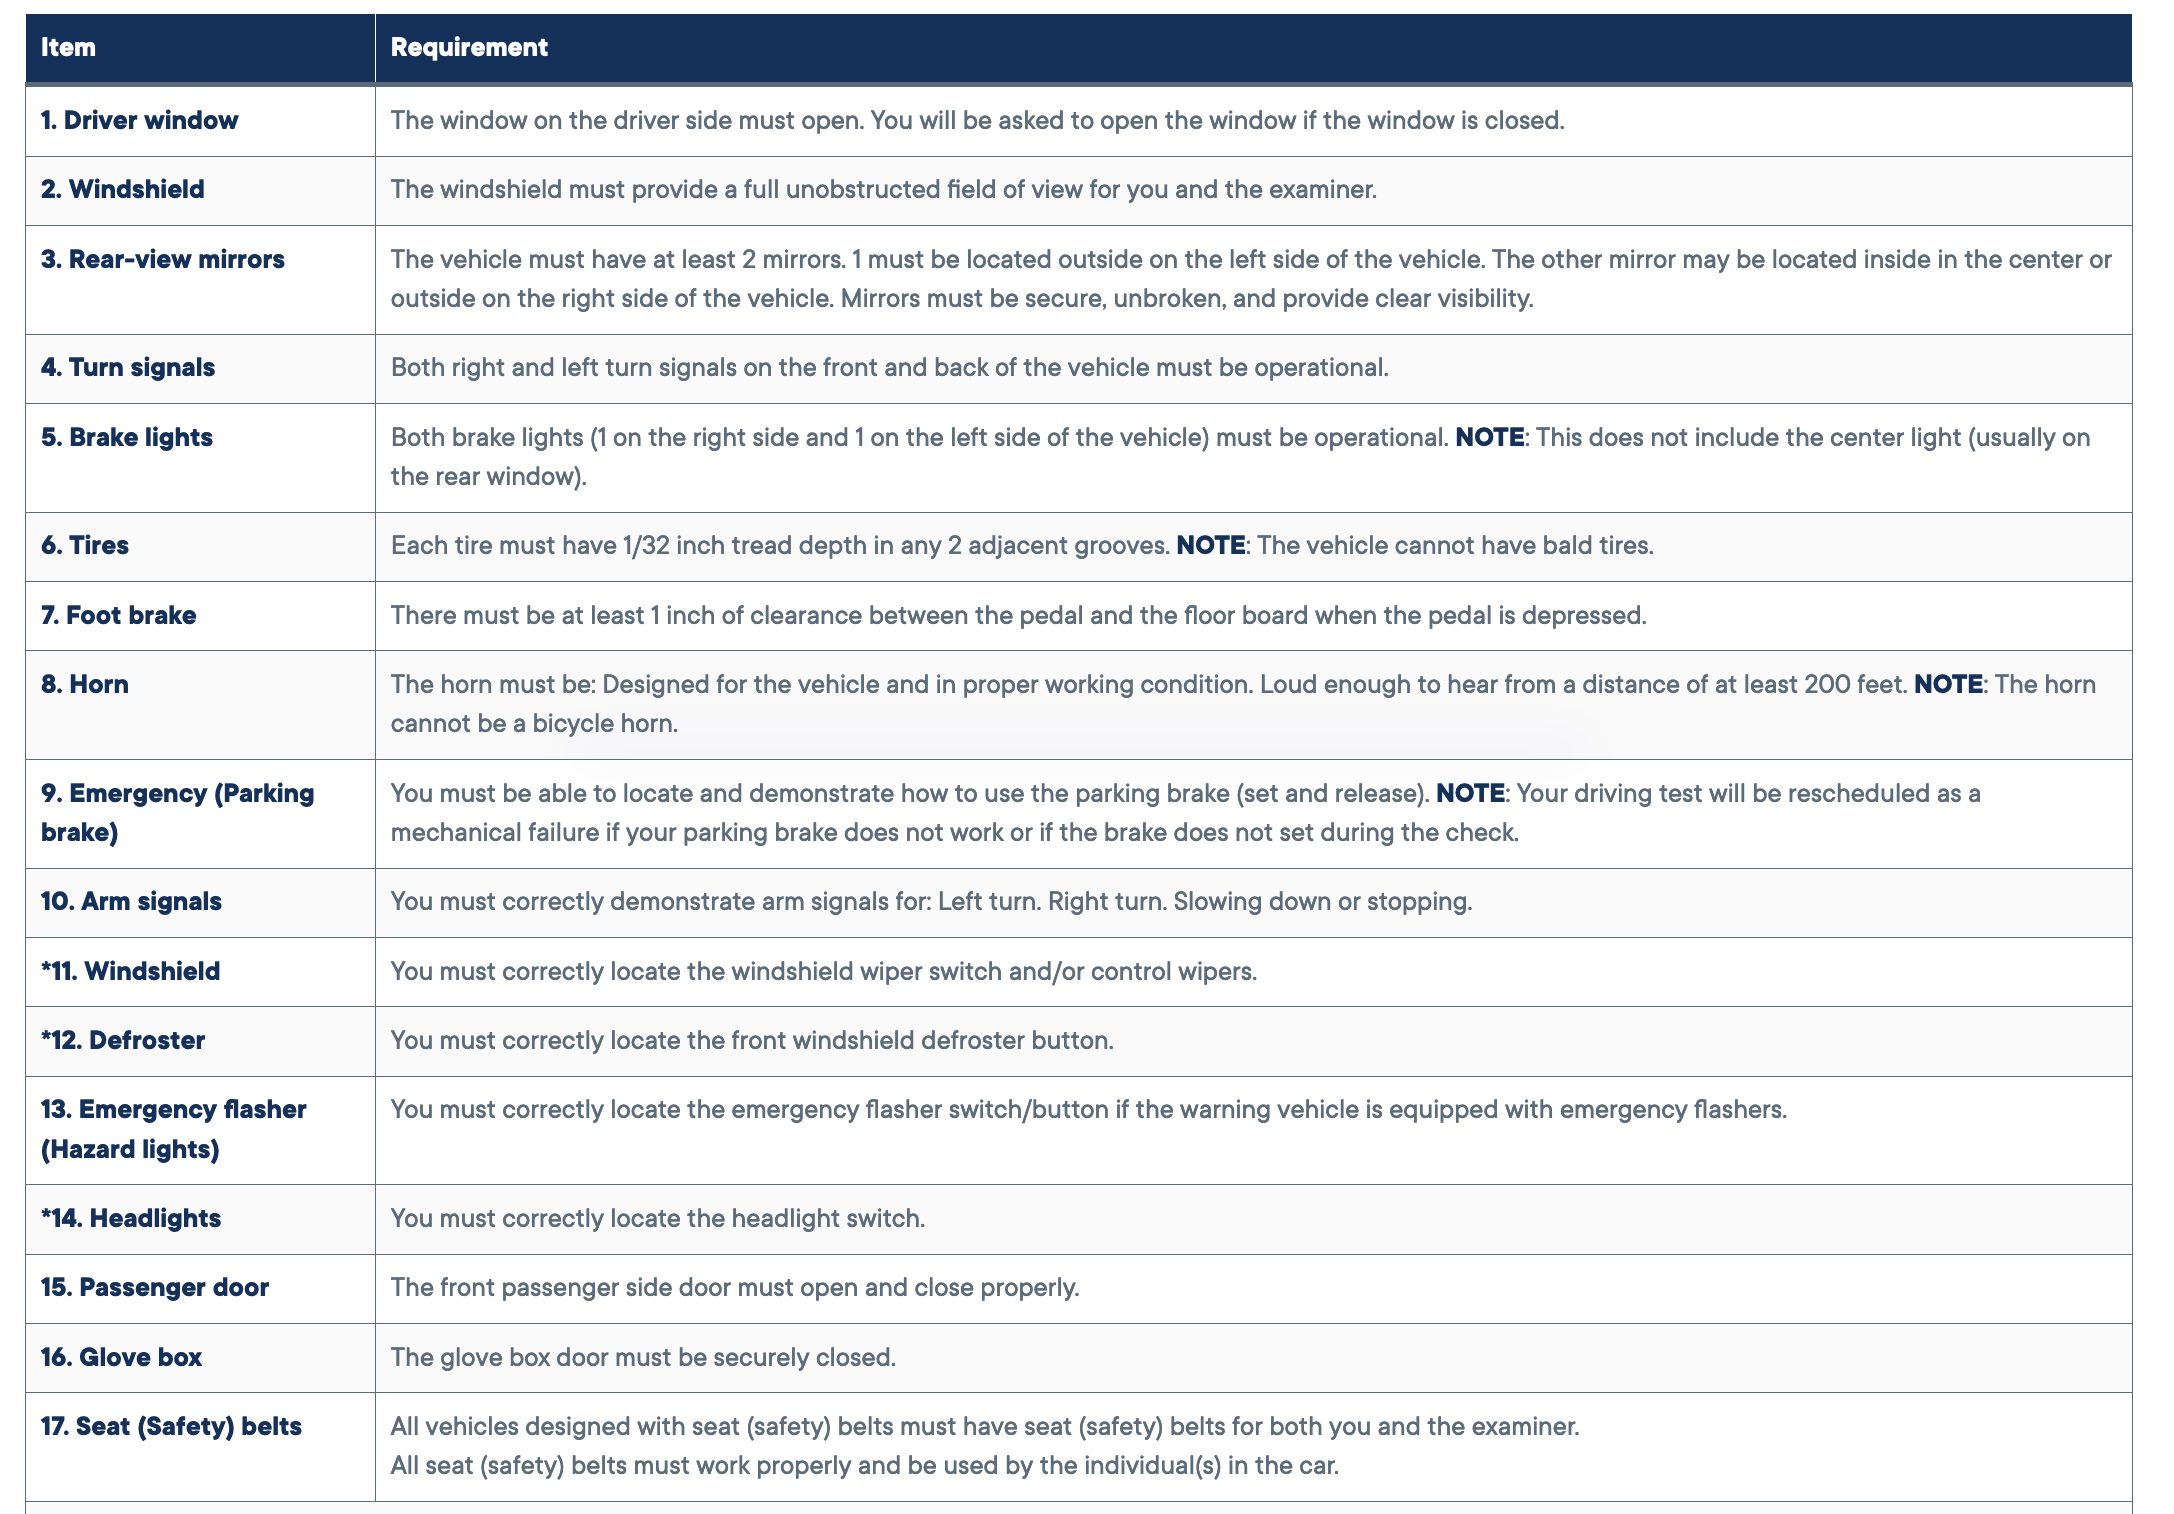 Item
Requirement
1. Driver window
The window on the driver side must open. You will be asked to open the window if the window is closed.
2. Windshield
The windshield must provide a full unobstructed field of view for you and the examiner.
3. Rear-view mirrors
The vehicle must have at least 2 mirrors. 1 must be located outside on the left side of the vehicle. The other mirror may be located inside in the center or
outside on the right side of the vehicle. Mirrors must be secure, unbroken, and provide clear visibility.
4. Turn signals
Both right and left turn signals on the front and back of the vehicle must be operational.
5. Brake lights
Both brake lights (1 on the right side and 1 on the left side of the vehicle) must be operational. NOTE: This does not include the center light (usually on
the rear window).
6. Tires
Each tire must have 1/32 inch tread depth in any 2 adjacent grooves. NOTE: The vehicle cannot have bald tires.
7. Foot brake
There must be at least 1 inch of clearance between the pedal and the floor board when the pedal is depressed.
8. Horn
The horn must be: Designed for the vehicle and in proper working condition. Loud enough to hear from a distance of at least 200 feet. NOTE: The horn
cannot be a bicycle horn.
9. Emergency (Parking
brake)
You must be able to locate and demonstrate how to use the parking brake (set and release). NOTE: Your driving test will be rescheduled as a
mechanical failure if your parking brake does not work or if the brake does not set during the check.
10. Arm signals
You must correctly demonstrate arm signals for: Left turn. Right turn. Slowing down or stopping.
*11. Windshield
You must correctly locate the windshield wiper switch and/or control wipers.
*12. Defroster
You must correctly locate the front windshield defroster button.
13. Emergency flasher
(Hazard lights)
You must correctly locate the emergency flasher switch/button if the warning vehicle is equipped with emergency flashers.
*14. Headlights
You must correctly locate the headlight switch.
15. Passenger door
The front passenger side door must open and close properly.
16. Glove box
The glove box door must be securely closed.
17. Seat (Safety) belts
All vehicles designed with seat (safety) belts must have seat (safety) belts for both you and the examiner.
All seat (safety) belts must work properly and be used by the individual(s) in the car.